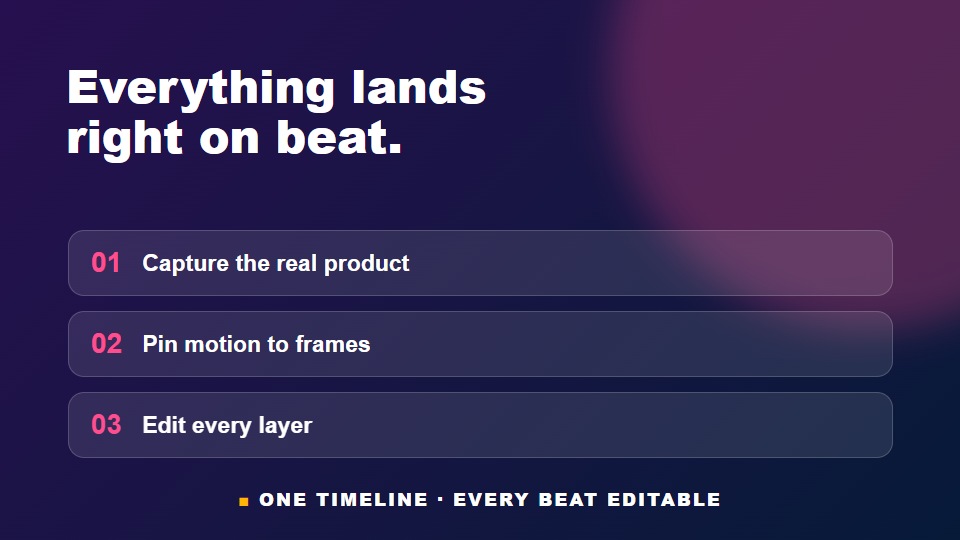 Everything lands
right on beat.
01 Capture the real product
02 Pin motion to frames
03 Edit every layer
ONE TIMELINE · EVERY BEAT EDITABLE